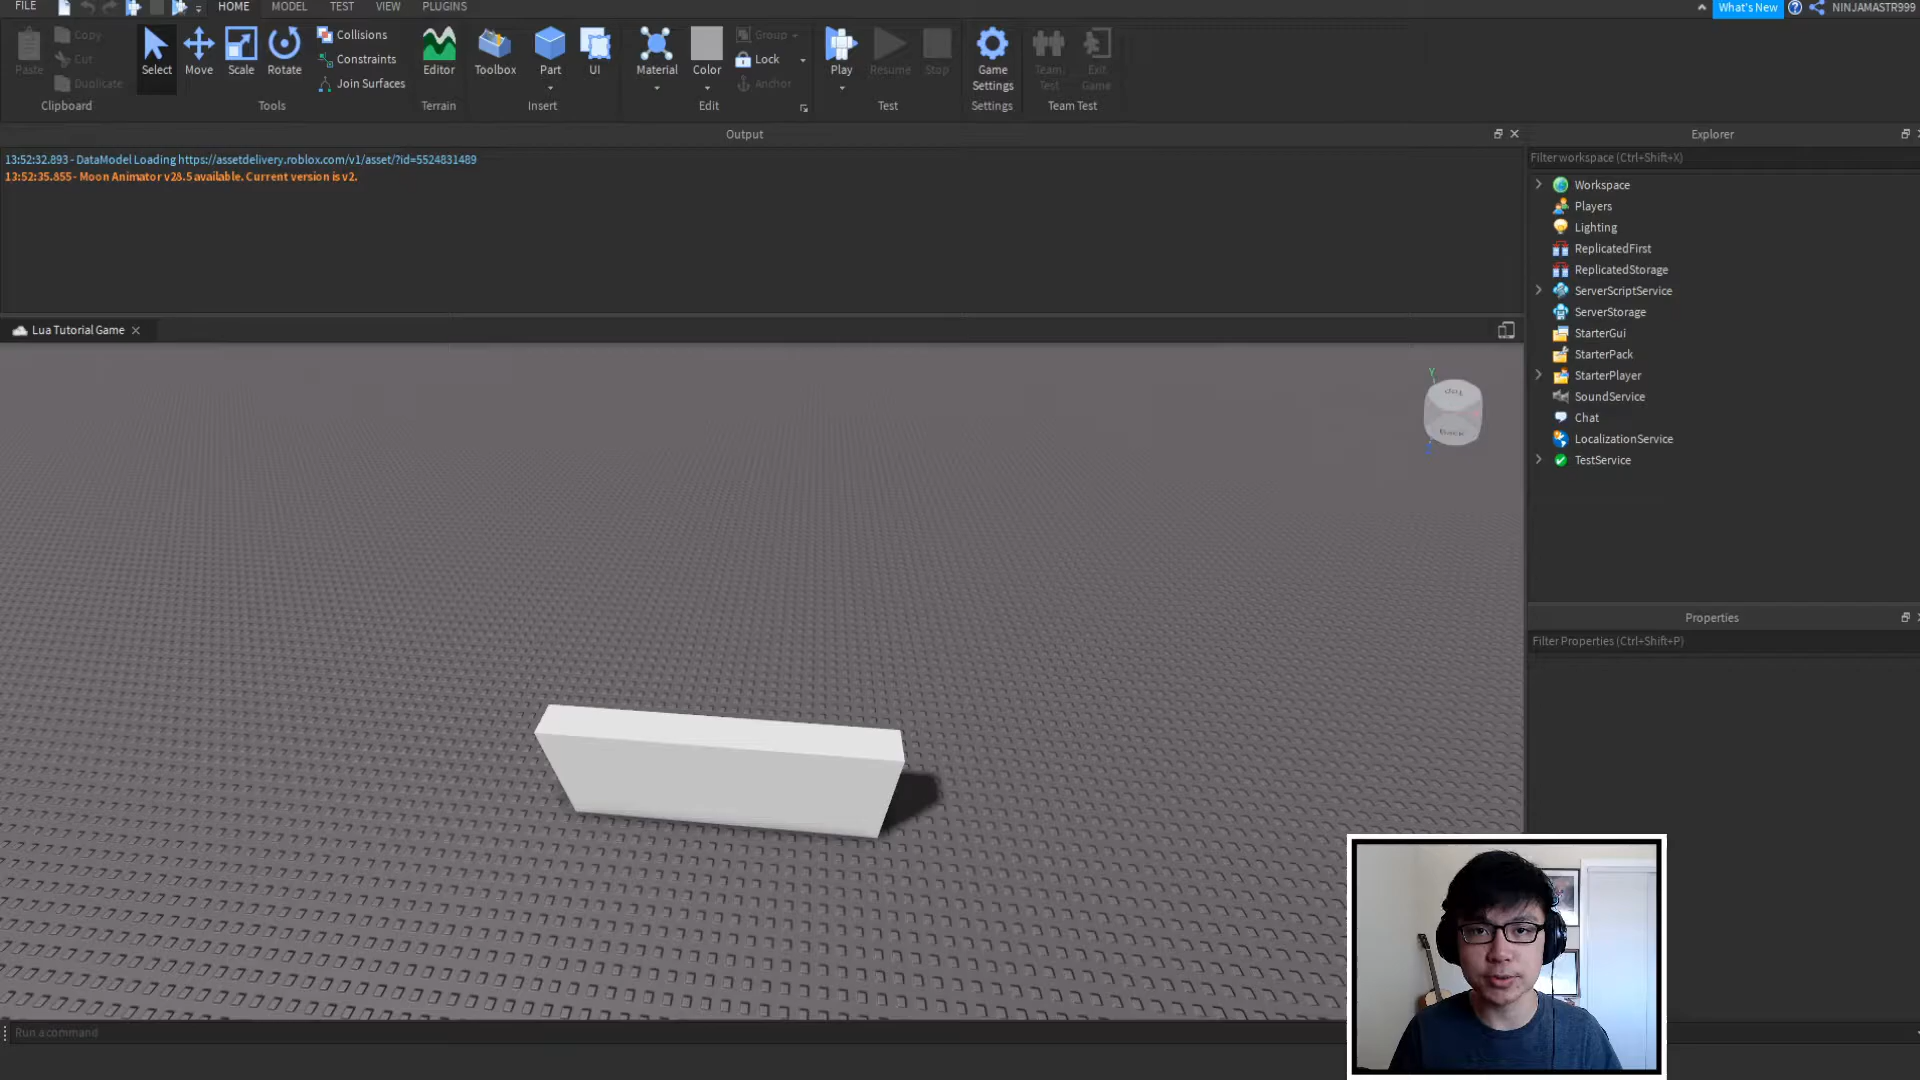 FILE
HOME
MODEL
TEST
VIEW
PLUGINS
What's New
NINJAMASTR999
Paste
Copy
Cut
Duplicate
Clipboard
Select
Move
Scale
Rotate
Collisions
Constraints
Join Surfaces
Tools
Editor
Terrain
Toolbox
Part
UI
Insert
Material
Color
Group
Lock
Anchor
Edit
Play
Resume
Stop
Test
Game
Settings
Settings
Team
Test
Exit
Game
Team Test
Output
13:52:32.893 - DataModel Loading https://assetdelivery.roblox.com/v1/asset/?id=5524831489
13:52:35.855 - Moon Animator v28.5 available. Current version is v2.
Lua Tutorial Game
Top
Back
Y
Run a command
Explorer
Filter workspace (Ctrl+Shift+X)
Workspace
Players
Lighting
ReplicatedFirst
ReplicatedStorage
ServerScriptService
ServerStorage
StarterGui
StarterPack
StarterPlayer
SoundService
Chat
LocalizationService
TestService
Properties
Filter Properties (Ctrl+Shift+P)